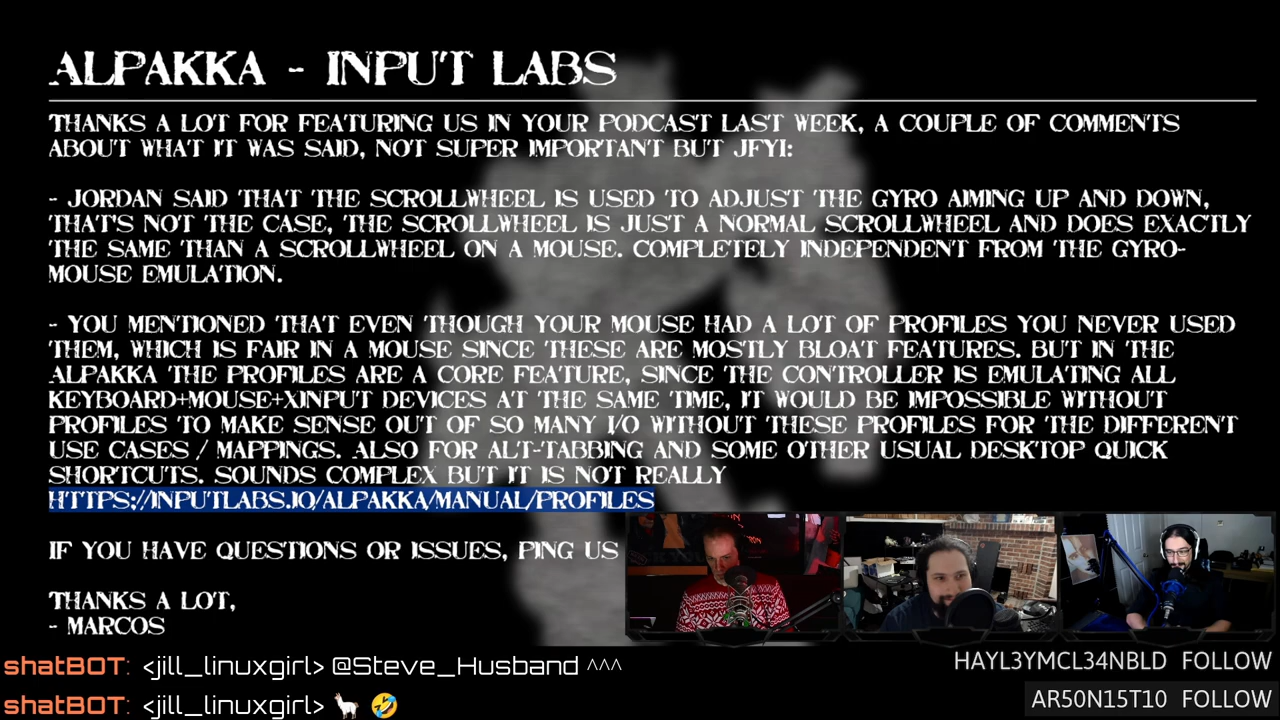 ALPAKKA - INPUT LABS
THANKS A LOT FOR FEATURING US IN YOUR PODCAST LAST WEEK, A COUPLE OF COMMENTS
ABOUT WHAT IT WAS SAID, NOT SUPER IMPORTANT BUT JFYI:
- JORDAN SAID THAT THE SCROLLWHEEL IS USED TO ADJUST THE GYRO AIMING UP AND DOWN,
THAT'S NOT THE CASE, THE SCROLLWHEEL IS JUST A NORMAL SCROLLWHEEL AND DOES EXACTLY
THE SAME THAN A SCROLLWHEEL ON A MOUSE. COMPLETELY INDEPENDENT FROM THE GYRO-
MOUSE EMULATION.
- YOU MENTIONED THAT EVEN THOUGH YOUR MOUSE HAD A LOT OF PROFILES YOU NEVER USED
THEM, WHICH IS FAIR IN A MOUSE SINCE THESE ARE MOSTLY BLOAT FEATURES. BUT IN THE
ALPAKKA THE PROFILES ARE A CORE FEATURE, SINCE THE CONTROLLER IS EMULATING ALL
KEYBOARD+MOUSE+XINPUT DEVICES AT THE SAME TIME, IT WOULD BE IMPOSSIBLE WITHOUT
PROFILES TO MAKE SENSE OUT OF SO MANY I/O WITHOUT THESE PROFILES FOR THE DIFFERENT
USE CASES / MAPPINGS. ALSO FOR ALT-TABBING AND SOME OTHER USUAL DESKTOP QUICK
SHORTCUTS. SOUNDS COMPLEX BUT IT IS NOT REALLY
HTTPS://INPUTLABS.IO/ALPAKKA/MANUAL/PROFILES
IF YOU HAVE QUESTIONS OR ISSUES, PING US
THANKS A LOT,
- MARCOS
shatBOT: <jill_linuxgirl> @Steve_Husband ^^^
shatBOT: <jill_linuxgirl> 🦙 🤣
HAYL3YMCL34NBLD FOLLOW
AR50N15T10 FOLLOW